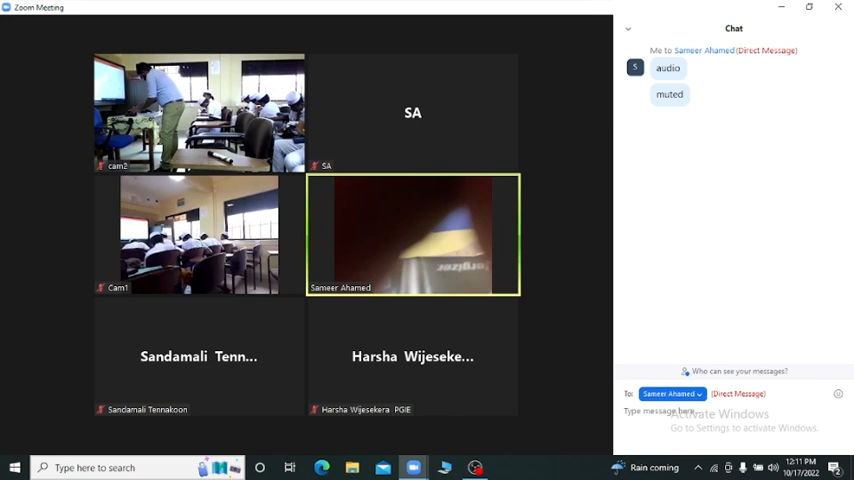 Zoom Meeting
Chat
Me to Sameer Ahamed (Direct Message)
S
audio
muted
SA
cam2
SA
Cam1
Sameer Ahamed
Sandamali Tenn...
Harsha Wijeseke...
Sandamali Tennakoon
Harsha Wijesekera PGIE
Who can see your messages?
To: Sameer Ahamed (Direct Message)
Type message here...
Activate Windows
Go to Settings to activate Windows.
Type here to search
Rain coming
12:11 PM
10/17/2022
2